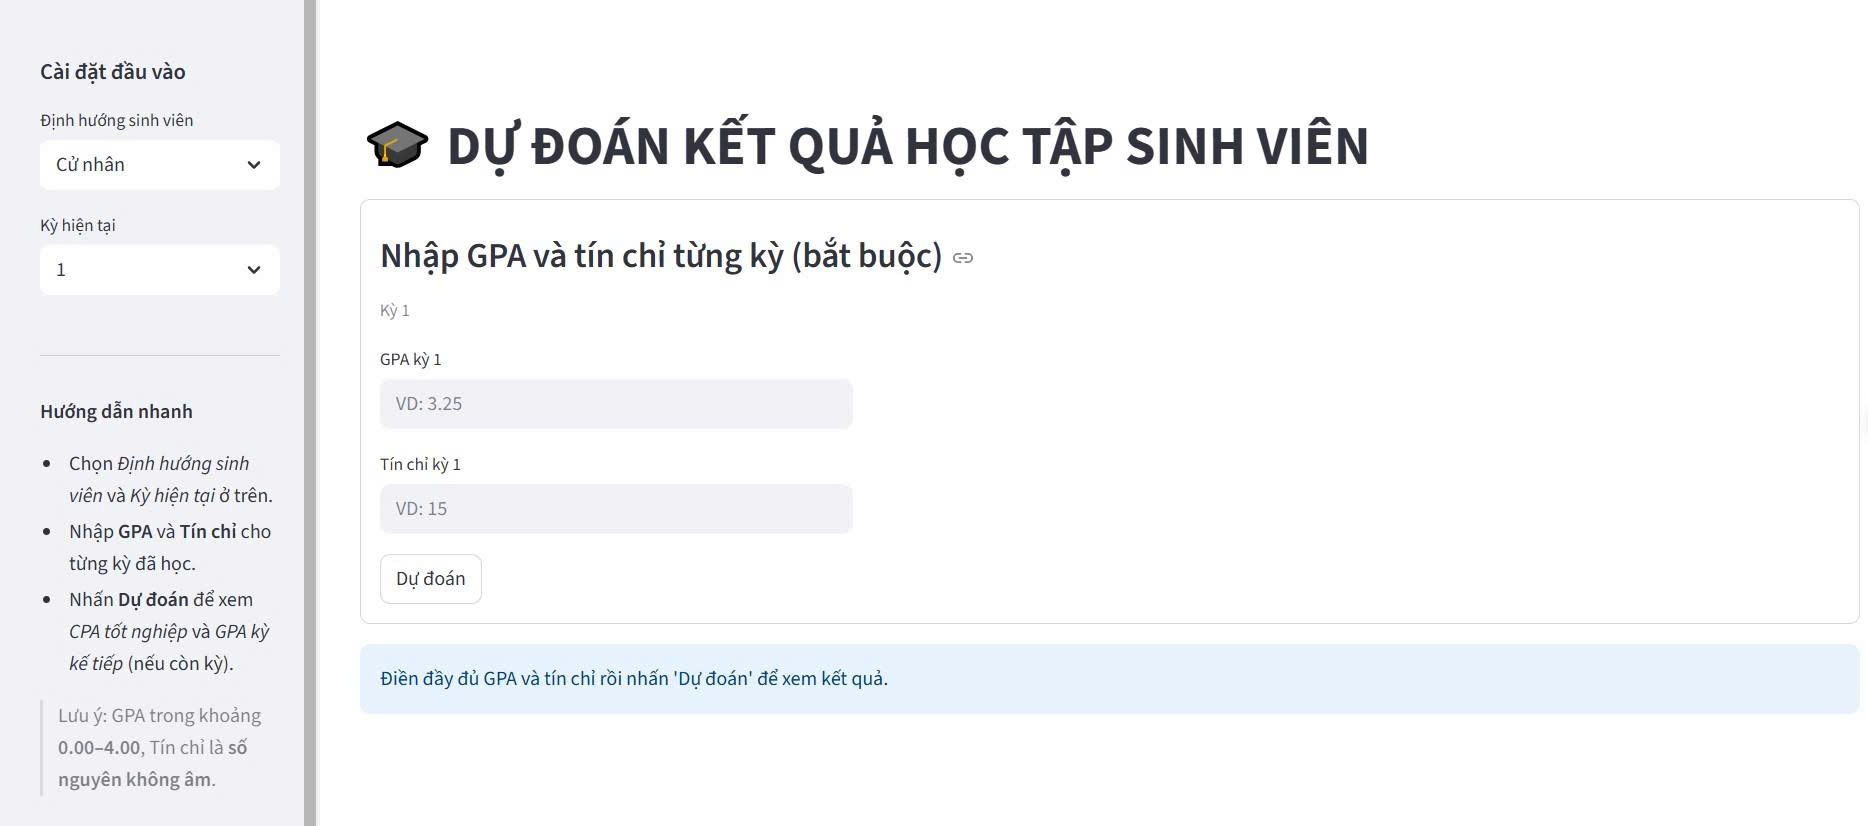 Cài đặt đầu vào
Định hướng sinh viên
Cử nhân
Kỳ hiện tại
1
Hướng dẫn nhanh
Chọn Định hướng sinh
viên và Kỳ hiện tại ở trên.
Nhập GPA và Tín chỉ cho
từng kỳ đã học.
Nhấn Dự đoán để xem
CPA tốt nghiệp và GPA kỳ
kế tiếp (nếu còn kỳ).
Lưu ý: GPA trong khoảng
0.00–4.00, Tín chỉ là số
nguyên không âm.
DỰ ĐOÁN KẾT QUẢ HỌC TẬP SINH VIÊN
Nhập GPA và tín chỉ từng kỳ (bắt buộc)
Kỳ 1
GPA kỳ 1
VD: 3.25
Tín chỉ kỳ 1
VD: 15
Dự đoán
Điền đầy đủ GPA và tín chỉ rồi nhấn 'Dự đoán' để xem kết quả.